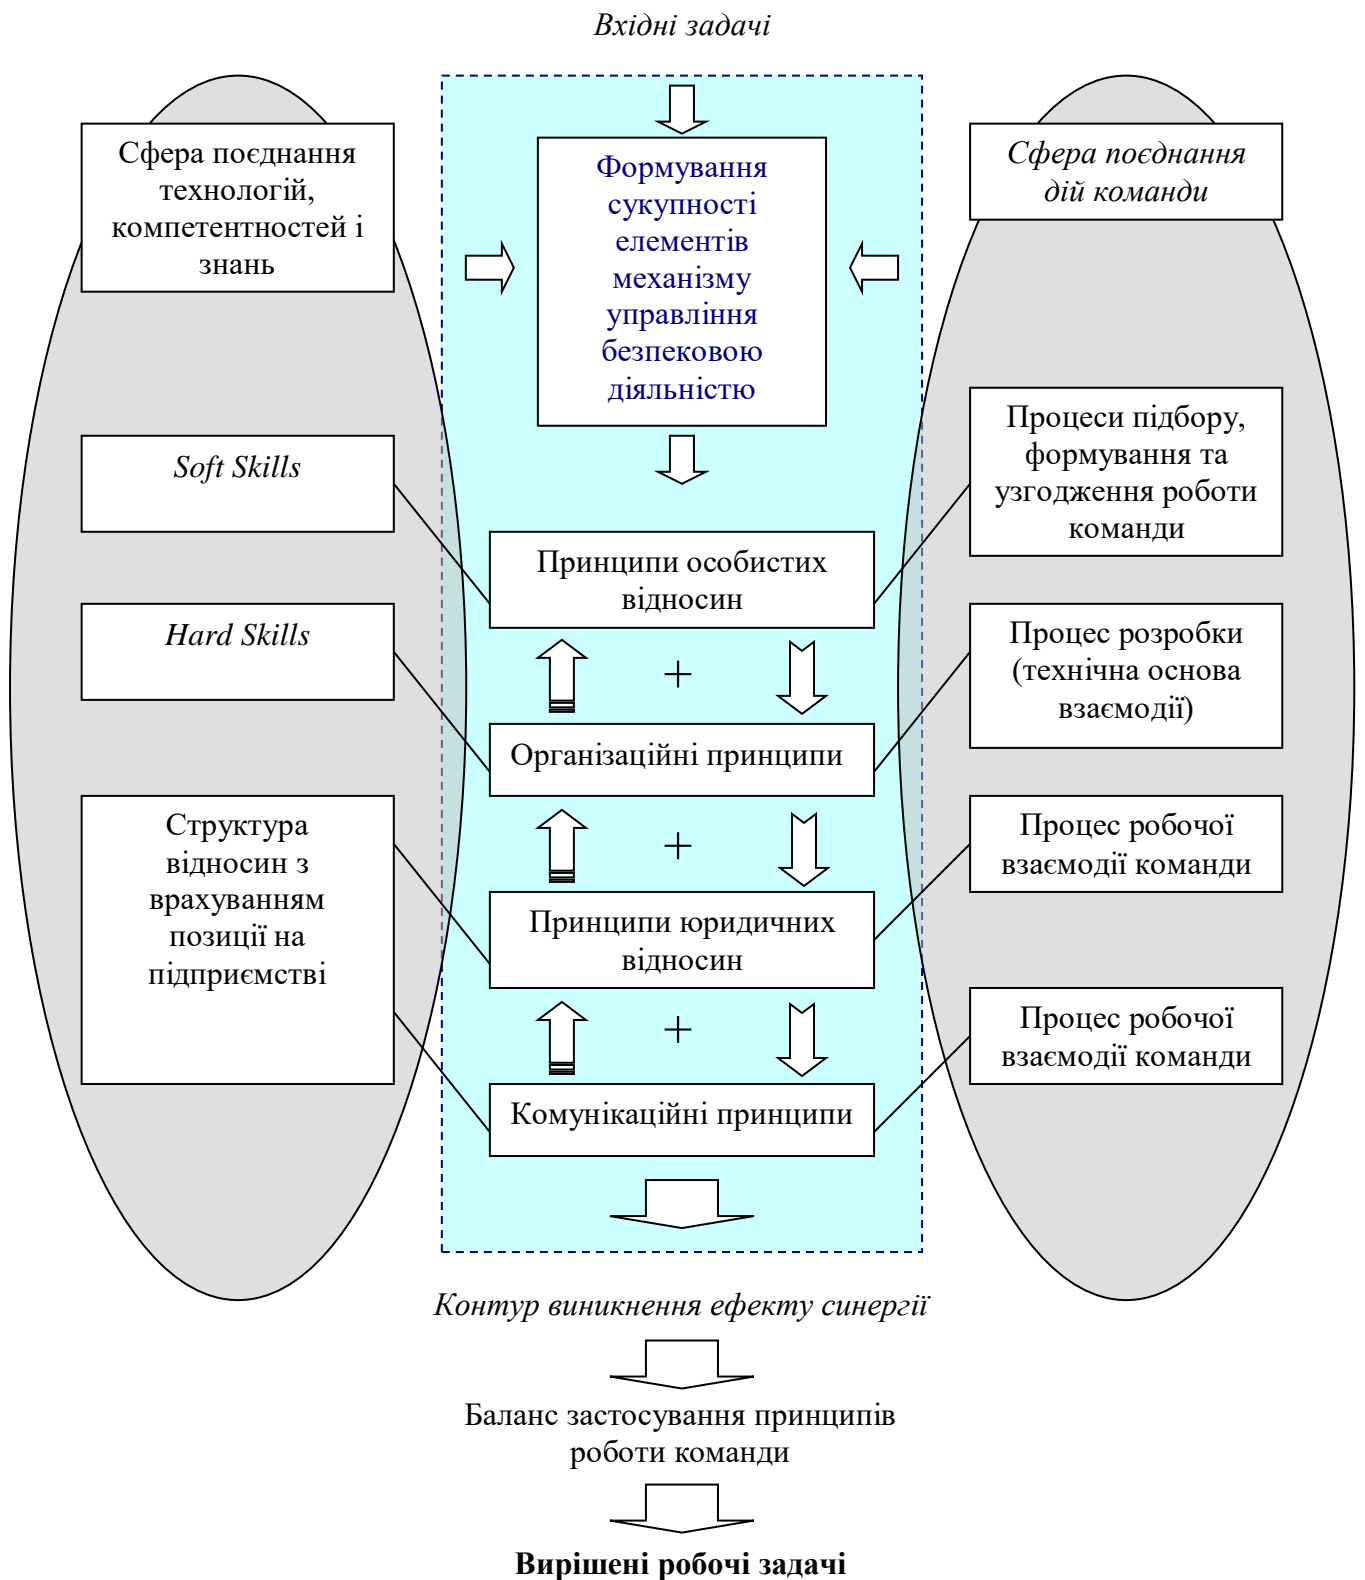 Вхідні задачі
Сфера поєднання
технологій,
компетентностей і
знань
Формування
сукупності
елементів
механізму
управління
безпековою
діяльністю
Сфера поєднання
дій команди
Soft Skills
Hard Skills
Структура
відносин з
врахуванням
позиції на
підприємстві
Принципи особистих
відносин
+
Організаційні принципи
+
Принципи юридичних
відносин
+
Комунікаційні принципи
Процеси підбору,
формування та
узгодження роботи
команди
Процес розробки
(технічна основа
взаємодії)
Процес робочої
взаємодії команди
Процес робочої
взаємодії команди
Контур виникнення ефекту синергії
Баланс застосування принципів
роботи команди
Вирішені робочі задачі